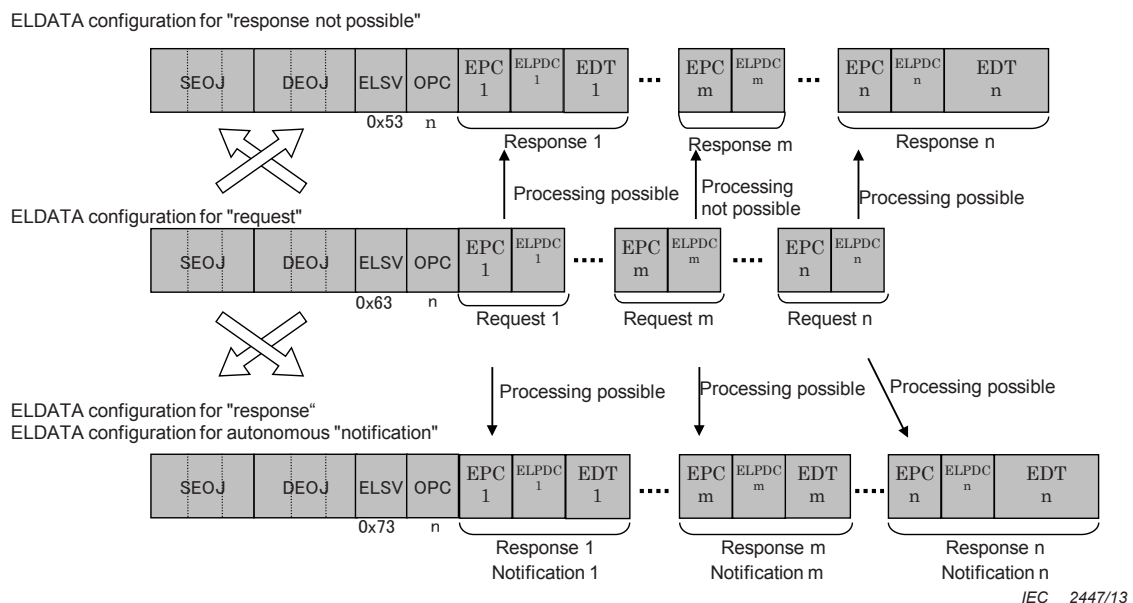 ELDATA configuration for "response not possible"
SEOJ DEOJ ELSV OPC EPC 1 ELPDC 1 EDT 1 ... EPC m ELPDC m ... EPC n ELPDC n EDT n
0x53 n
Response 1 Response m Response n
Processing possible Processing not possible Processing possible
ELDATA configuration for "request"
SEOJ DEOJ ELSV OPC EPC 1 ELPDC 1 .... EPC m ELPDC m .... EPC n ELPDC n
0x63 n
Request 1 Request m Request n
Processing possible Processing possible Processing possible
ELDATA configuration for "response“
ELDATA configuration for autonomous "notification"
SEOJ DEOJ ELSV OPC EPC 1 ELPDC 1 EDT 1 .... EPC m ELPDC m EDT m .... EPC n ELPDC n EDT n
0x73 n
Response 1 Response m Response n
Notification 1 Notification m Notification n
IEC 2447/13